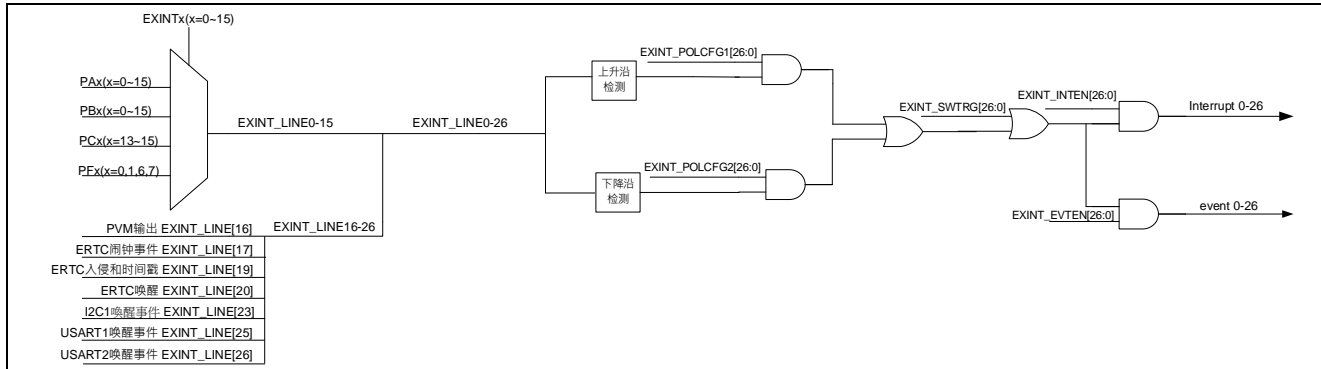 EXINTx(x=0~15)
PAx(x=0~15)
PBx(x=0~15)
PCx(x=13~15)
PFx(x=0,1,6,7)
EXINT_LINE0-15
EXINT_LINE0-26
上升沿
检测
EXINT_POLCFG1[26:0]
下降沿
检测
EXINT_POLCFG2[26:0]
EXINT_SWTRG[26:0]
EXINT_INTEN[26:0]
Interrupt 0-26
EXINT_EVTEN[26:0]
event 0-26
PVM输出 EXINT_LINE[16]
EXINT_LINE16-26
ERTC闹钟事件 EXINT_LINE[17]
ERTC入侵和时间戳 EXINT_LINE[19]
ERTC唤醒 EXINT_LINE[20]
I2C1唤醒事件 EXINT_LINE[23]
USART1唤醒事件 EXINT_LINE[25]
USART2唤醒事件 EXINT_LINE[26]